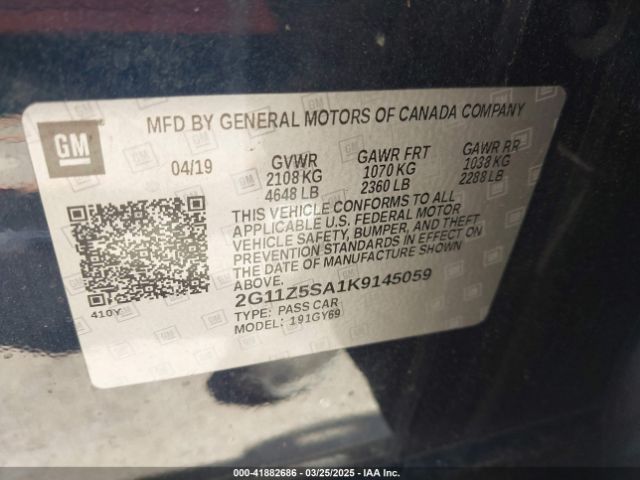 MFD BY GENERAL MOTORS OF CANADA COMPANY
GM
04/19
GVWR
2108 KG
4648 LB
GAWR FRT
1070 KG
2360 LB
GAWR RR
1038 KG
2288 LB
THIS VEHICLE CONFORMS TO ALL
APPLICABLE U.S. FEDERAL MOTOR
VEHICLE SAFETY, BUMPER, AND THEFT
PREVENTION STANDARDS IN EFFECT ON
THE DATE OF MANUFACTURE SHOWN
ABOVE.
2G11Z5SA1K9145059
TYPE: PASS CAR
MODEL: 191GY69
410Y
000-41882686 - 03/25/2025 - IAA Inc.